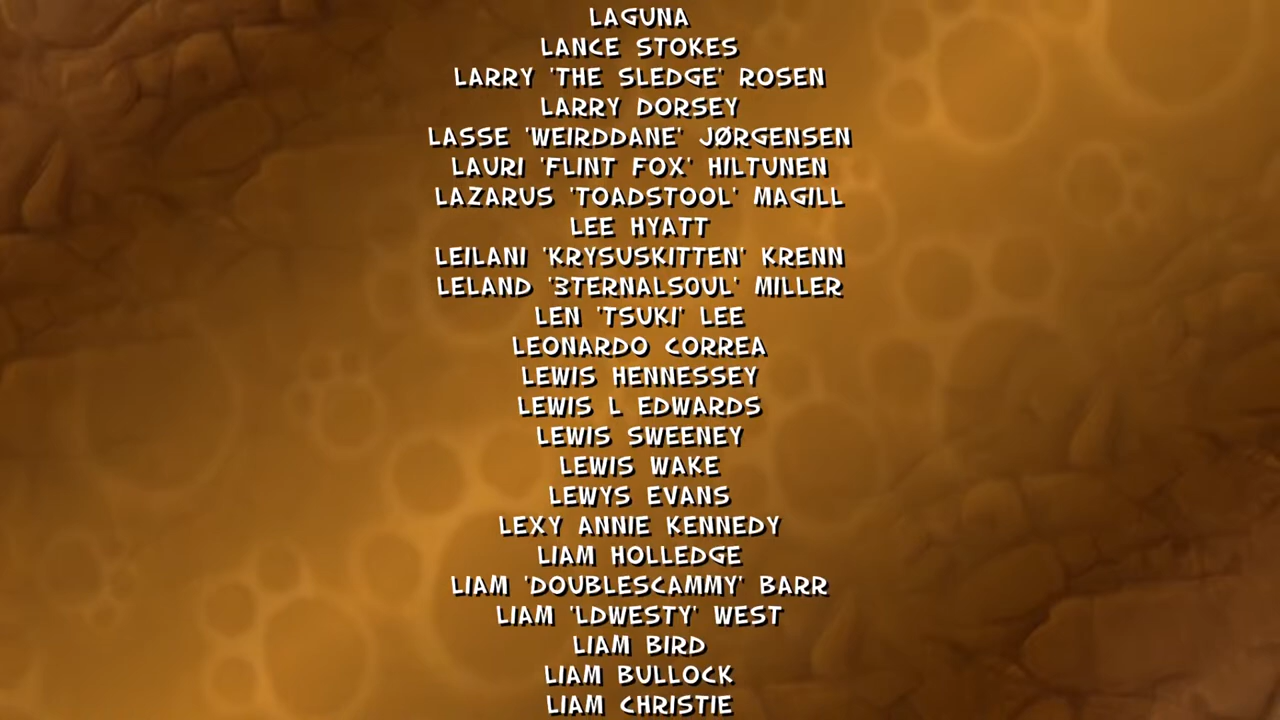 LAGUNA
LANCE STOKES
LARRY 'THE SLEDGE' ROSEN
LARRY DORSEY
LASSE 'WEIRDDANE' JØRGENSEN
LAURI 'FLINT FOX' HILTUNEN
LAZARUS 'TOADSTOOL' MAGILL
LEE HYATT
LEILANI 'KRYSUSKITTEN' KRENN
LELAND '3TERNALSOUL' MILLER
LEN 'TSUKI' LEE
LEONARDO CORREA
LEWIS HENNESSEY
LEWIS L EDWARDS
LEWIS SWEENEY
LEWIS WAKE
LEWYS EVANS
LEXY ANNIE KENNEDY
LIAM HOLLEDGE
LIAM 'DOUBLESCAMMY' BARR
LIAM 'LDWESTY' WEST
LIAM BIRD
LIAM BULLOCK
LIAM CHRISTIE